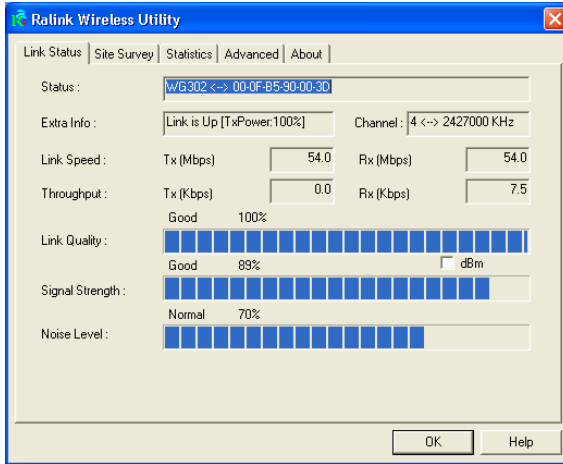 Ralink Wireless Utility
Link Status Site Survey Statistics Advanced About
Status : WG302 <--> 00-0F-B5-90-00-3D
Extra Info : Link is Up [TxPower:100%] Channel : 4 <--> 2427000 KHz
Link Speed : Tx (Mbps) 54.0 Rx (Mbps) 54.0
Throughput : Tx (Kbps) 0.0 Rx (Kbps) 7.5
Good 100%
Link Quality :
Good 89% dBm
Signal Strength :
Normal 70%
Noise Level :
OK Help